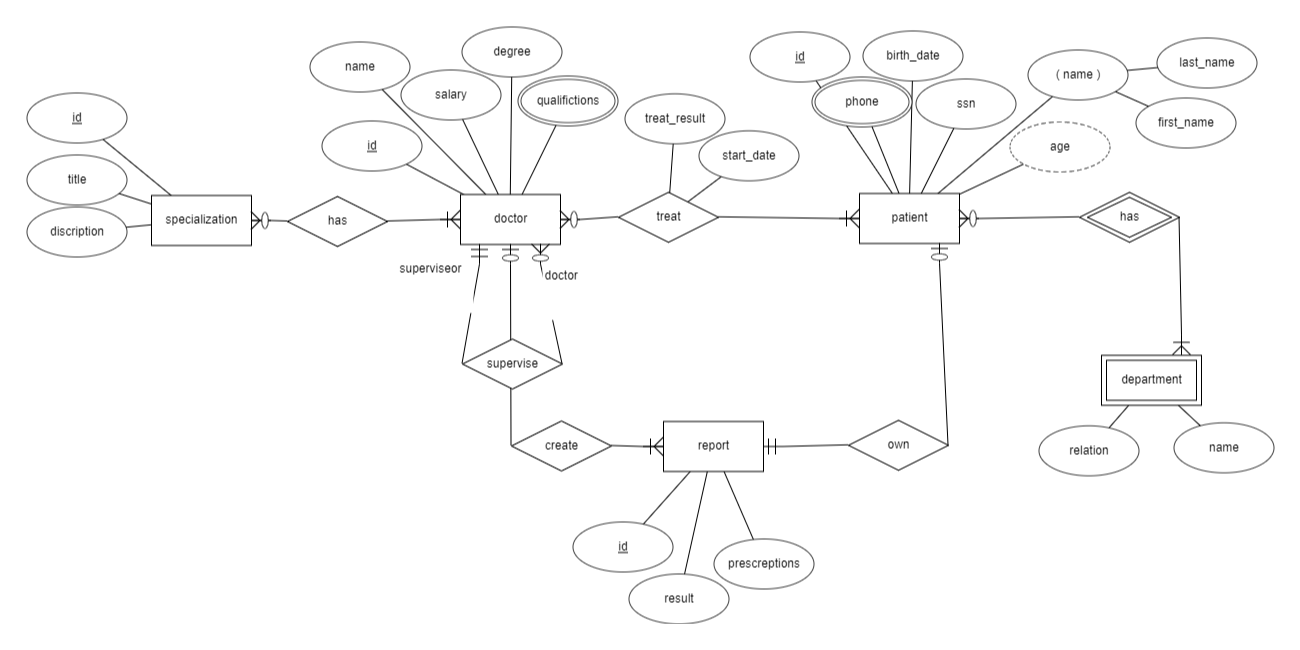 degree
name
salary
qualifictions
id
id
title
discription
specialization
has
doctor
superviseor
doctor
treat_result
start_date
treat
id
birth_date
phone
ssn
( name )
last_name
first_name
age
patient
has
department
relation
name
supervise
create
report
own
id
result
prescreptions